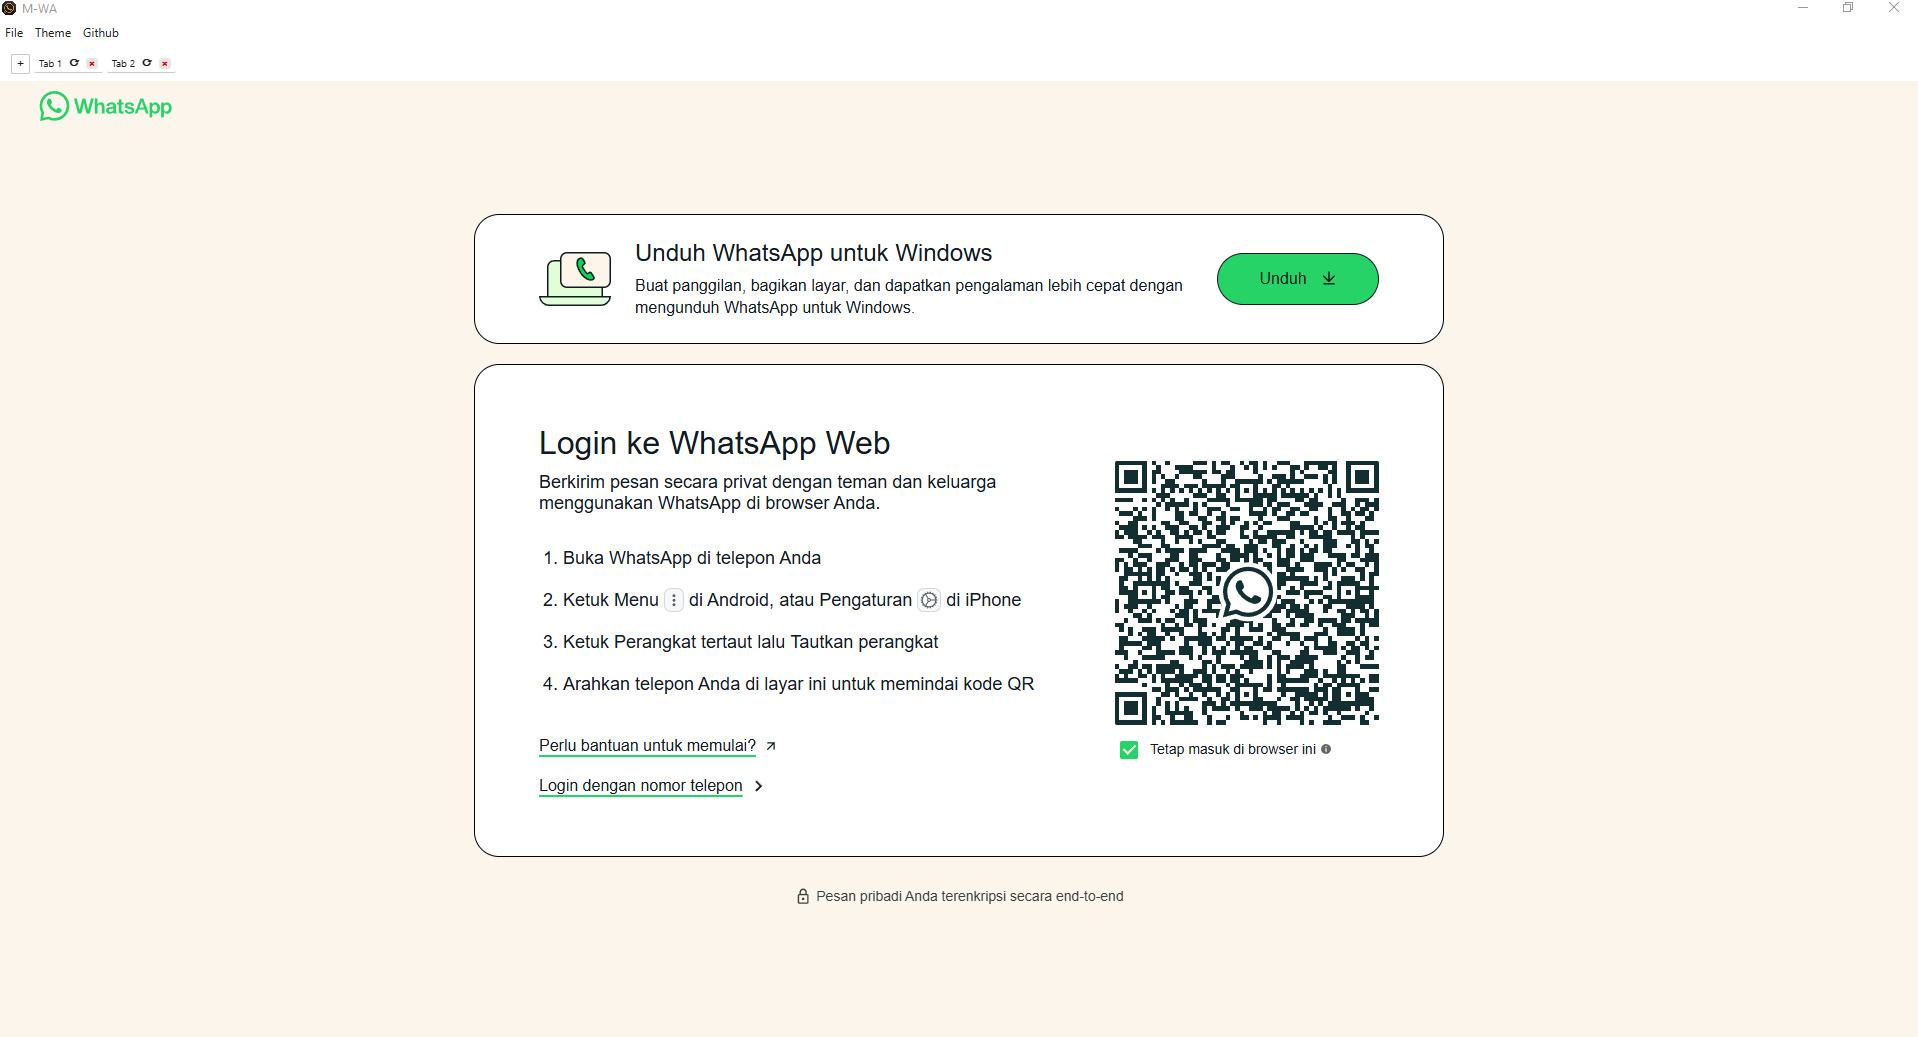 M-WA
File Theme Github
+ Tab 1 Tab 2
WhatsApp
Unduh WhatsApp untuk Windows
Buat panggilan, bagikan layar, dan dapatkan pengalaman lebih cepat dengan
mengunduh WhatsApp untuk Windows.
Unduh
Login ke WhatsApp Web
Berkirim pesan secara privat dengan teman dan keluarga
menggunakan WhatsApp di browser Anda.
1. Buka WhatsApp di telepon Anda
2. Ketuk Menu di Android, atau Pengaturan di iPhone
3. Ketuk Perangkat tertaut lalu Tautkan perangkat
4. Arahkan telepon Anda di layar ini untuk memindai kode QR
Perlu bantuan untuk memulai?
Login dengan nomor telepon
Tetap masuk di browser ini
Pesan pribadi Anda terenkripsi secara end-to-end